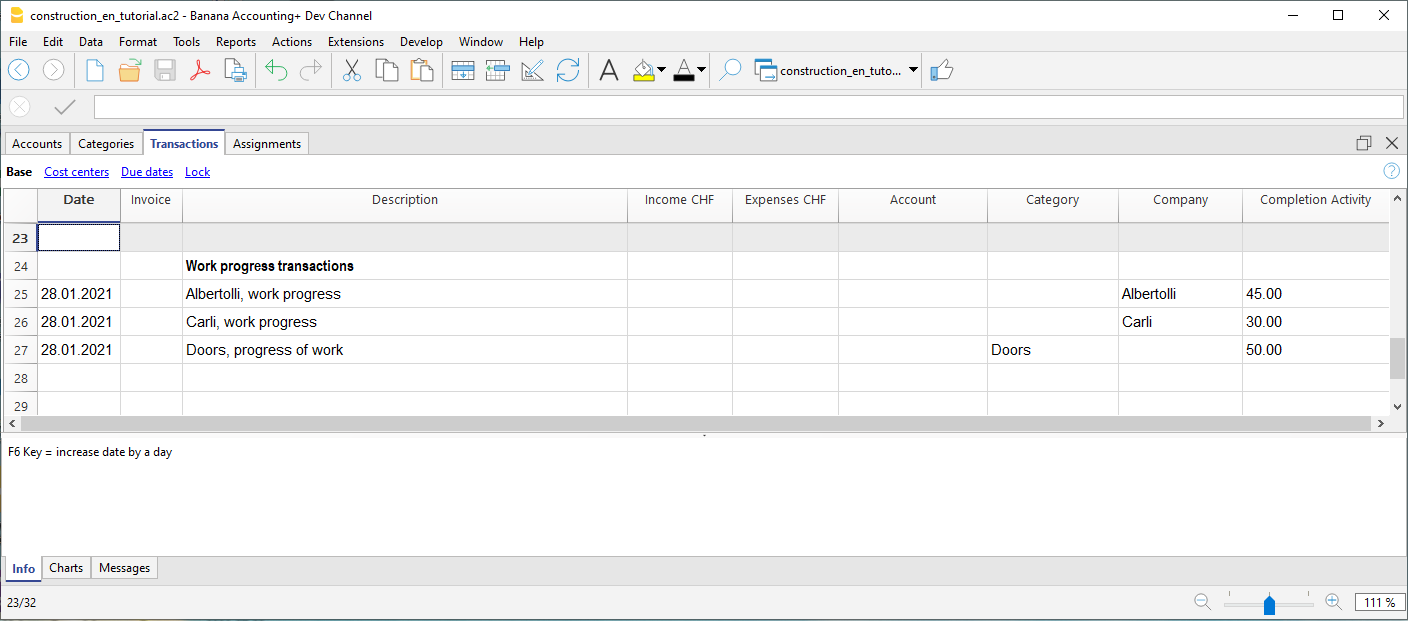 construction_en_tutorial.ac2 - Banana Accounting+ Dev Channel
File Edit Data Format Tools Reports Actions Extensions Develop Window Help
construction_en_tuto...
Accounts Categories Transactions Assignments
Base Cost centers Due dates Lock
Date Invoice Description Income CHF Expenses CHF Account Category Company Completion Activity
23
24 Work progress transactions
25 28.01.2021 Albertolli, work progress Albertolli 45.00
26 28.01.2021 Carli, work progress Carli 30.00
27 28.01.2021 Doors, progress of work Doors 50.00
28
29
F6 Key = increase date by a day
Info Charts Messages
23/32 111 %